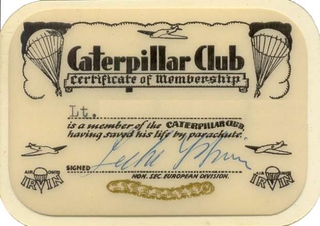 Caterpillar Club
Certificate of Membership
Lt.
is a member of the CATERPILLAR CLUB
having saved his life by parachute.
SIGNED
HON. SEC. EUROPEAN DIVISION.
IRVIN
IRVIN